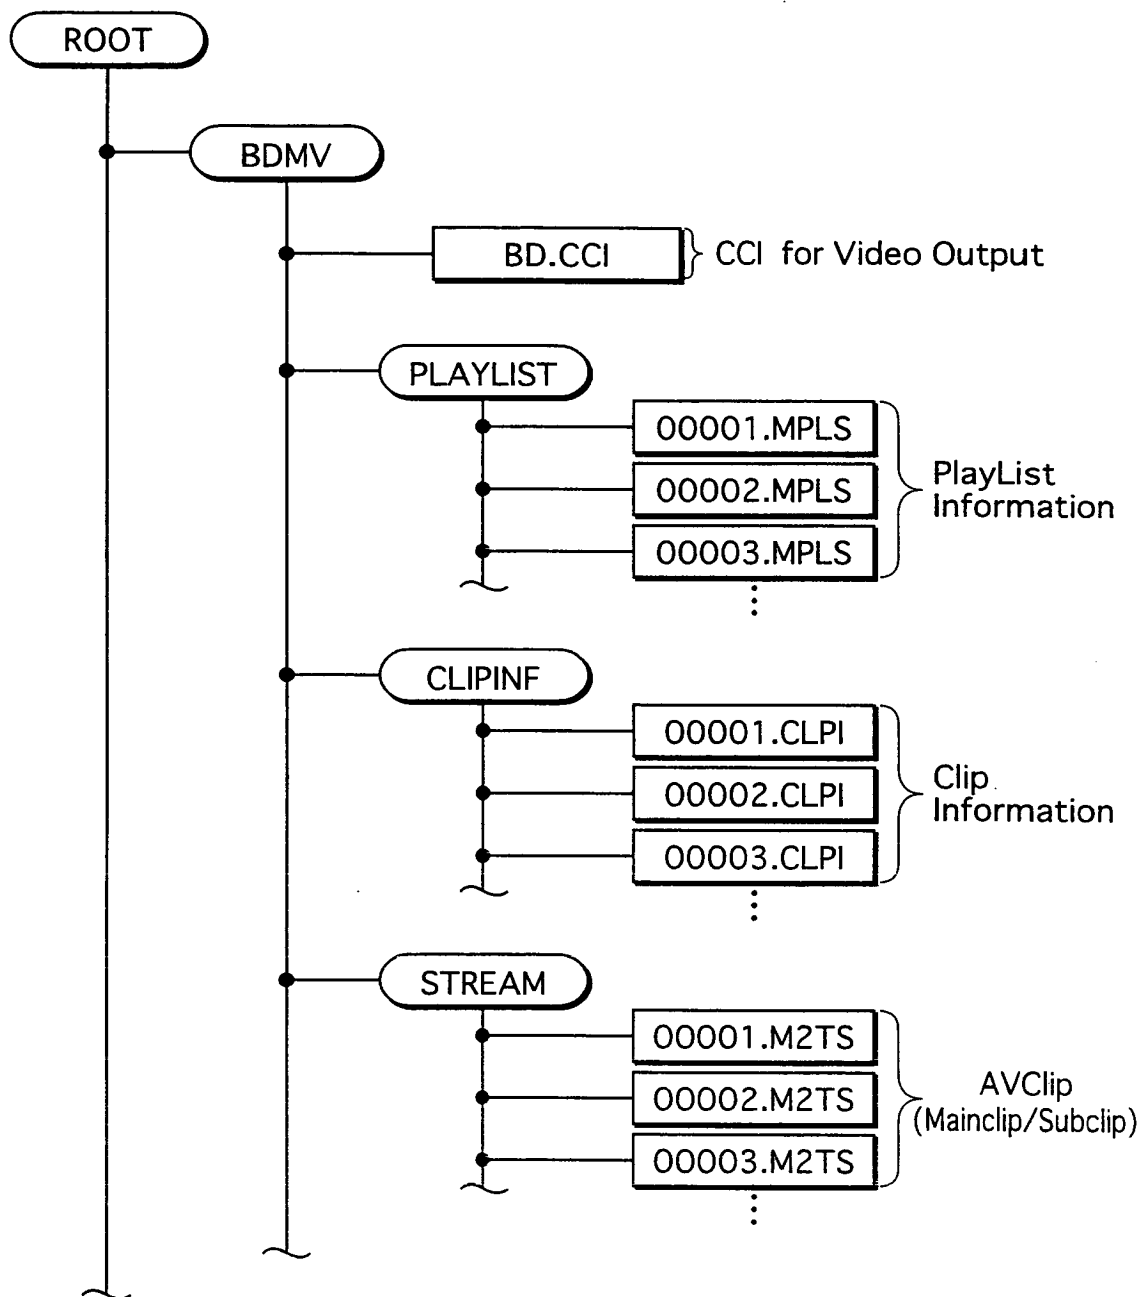 ROOT
BDMV
BD.CCI
CCI for Video Output
PLAYLIST
00001.MPLS
00002.MPLS
00003.MPLS
PlayList
Information
CLIPINF
00001.CLPI
00002.CLPI
00003.CLPI
Clip
Information
STREAM
00001.M2TS
00002.M2TS
00003.M2TS
AVClip
(Mainclip/Subclip)